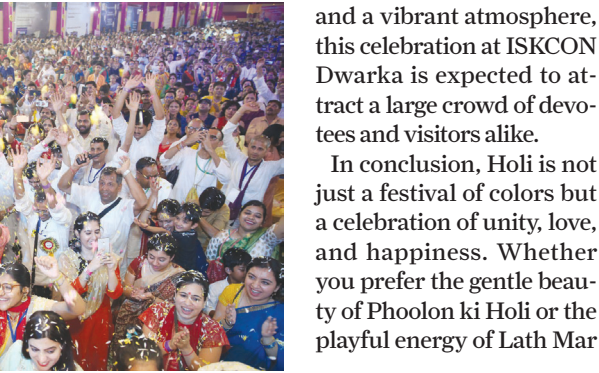 and a vibrant atmosphere,
this celebration at ISKCON
Dwarka is expected to at-
tract a large crowd of devo-
tees and visitors alike.
In conclusion, Holi is not
just a festival of colors but
a celebration of unity, love,
and happiness. Whether
you prefer the gentle beau-
ty of Phoolon ki Holi or the
playful energy of Lath Mar